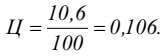 Ц = 10,6/100 = 0,106.